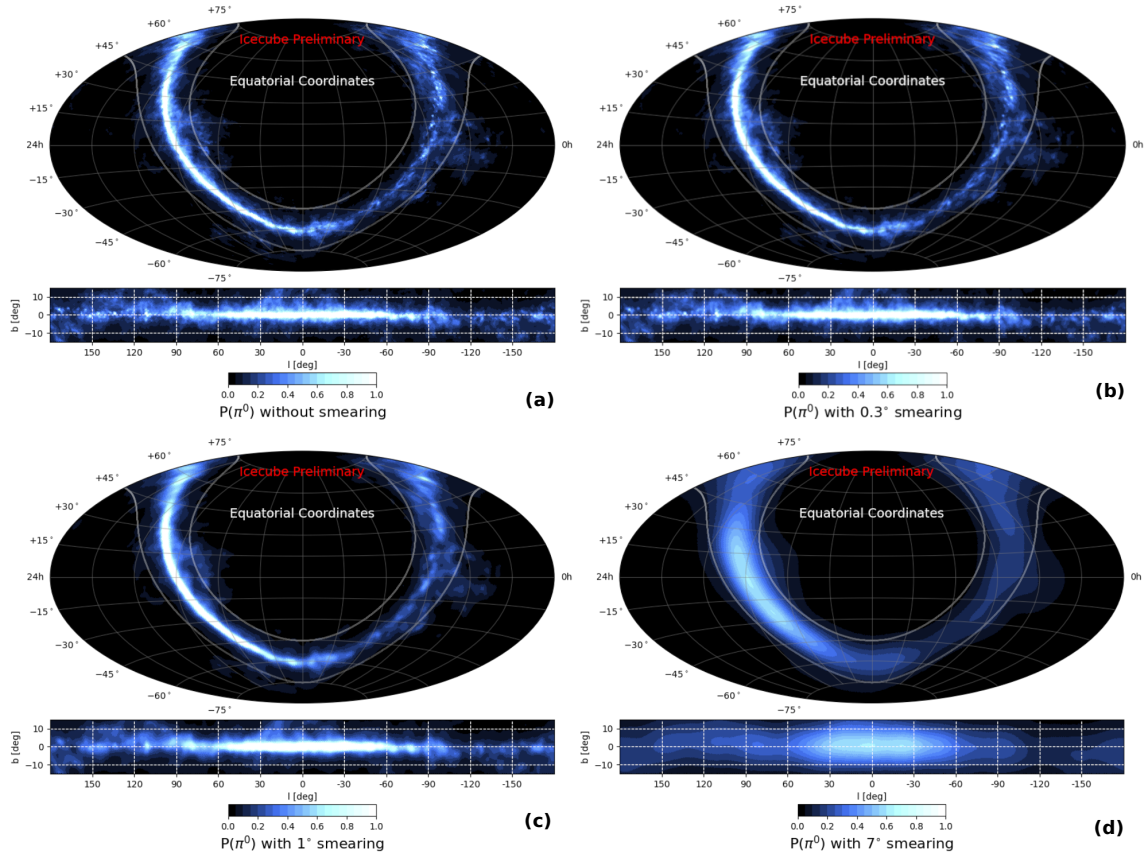 +75°
+60°
Icecube Preliminary
+45°
+30°
Equatorial Coordinates
+15°
24h
0h
−15°
−30°
−45°
−60°
−75°
b [deg]
10
0
−10
150 120 90 60 30 0 -30 -60 -90 -120 -150
l [deg]
0.0 0.2 0.4 0.6 0.8 1.0
P(π⁰) without smearing
(a)
+75°
+60°
Icecube Preliminary
+45°
+30°
Equatorial Coordinates
+15°
24h
0h
−15°
−30°
−45°
−60°
−75°
b [deg]
10
0
−10
150 120 90 60 30 0 -30 -60 -90 -120 -150
l [deg]
0.0 0.2 0.4 0.6 0.8 1.0
P(π⁰) with 0.3° smearing
(b)
+75°
+60°
Icecube Preliminary
+45°
+30°
Equatorial Coordinates
+15°
24h
0h
−15°
−30°
−45°
−60°
−75°
b [deg]
10
0
−10
150 120 90 60 30 0 -30 -60 -90 -120 -150
l [deg]
0.0 0.2 0.4 0.6 0.8 1.0
P(π⁰) with 1° smearing
(c)
+75°
+60°
Icecube Preliminary
+45°
+30°
Equatorial Coordinates
+15°
24h
0h
−15°
−30°
−45°
−60°
−75°
b [deg]
10
0
−10
150 120 90 60 30 0 -30 -60 -90 -120 -150
l [deg]
0.0 0.2 0.4 0.6 0.8 1.0
P(π⁰) with 7° smearing
(d)